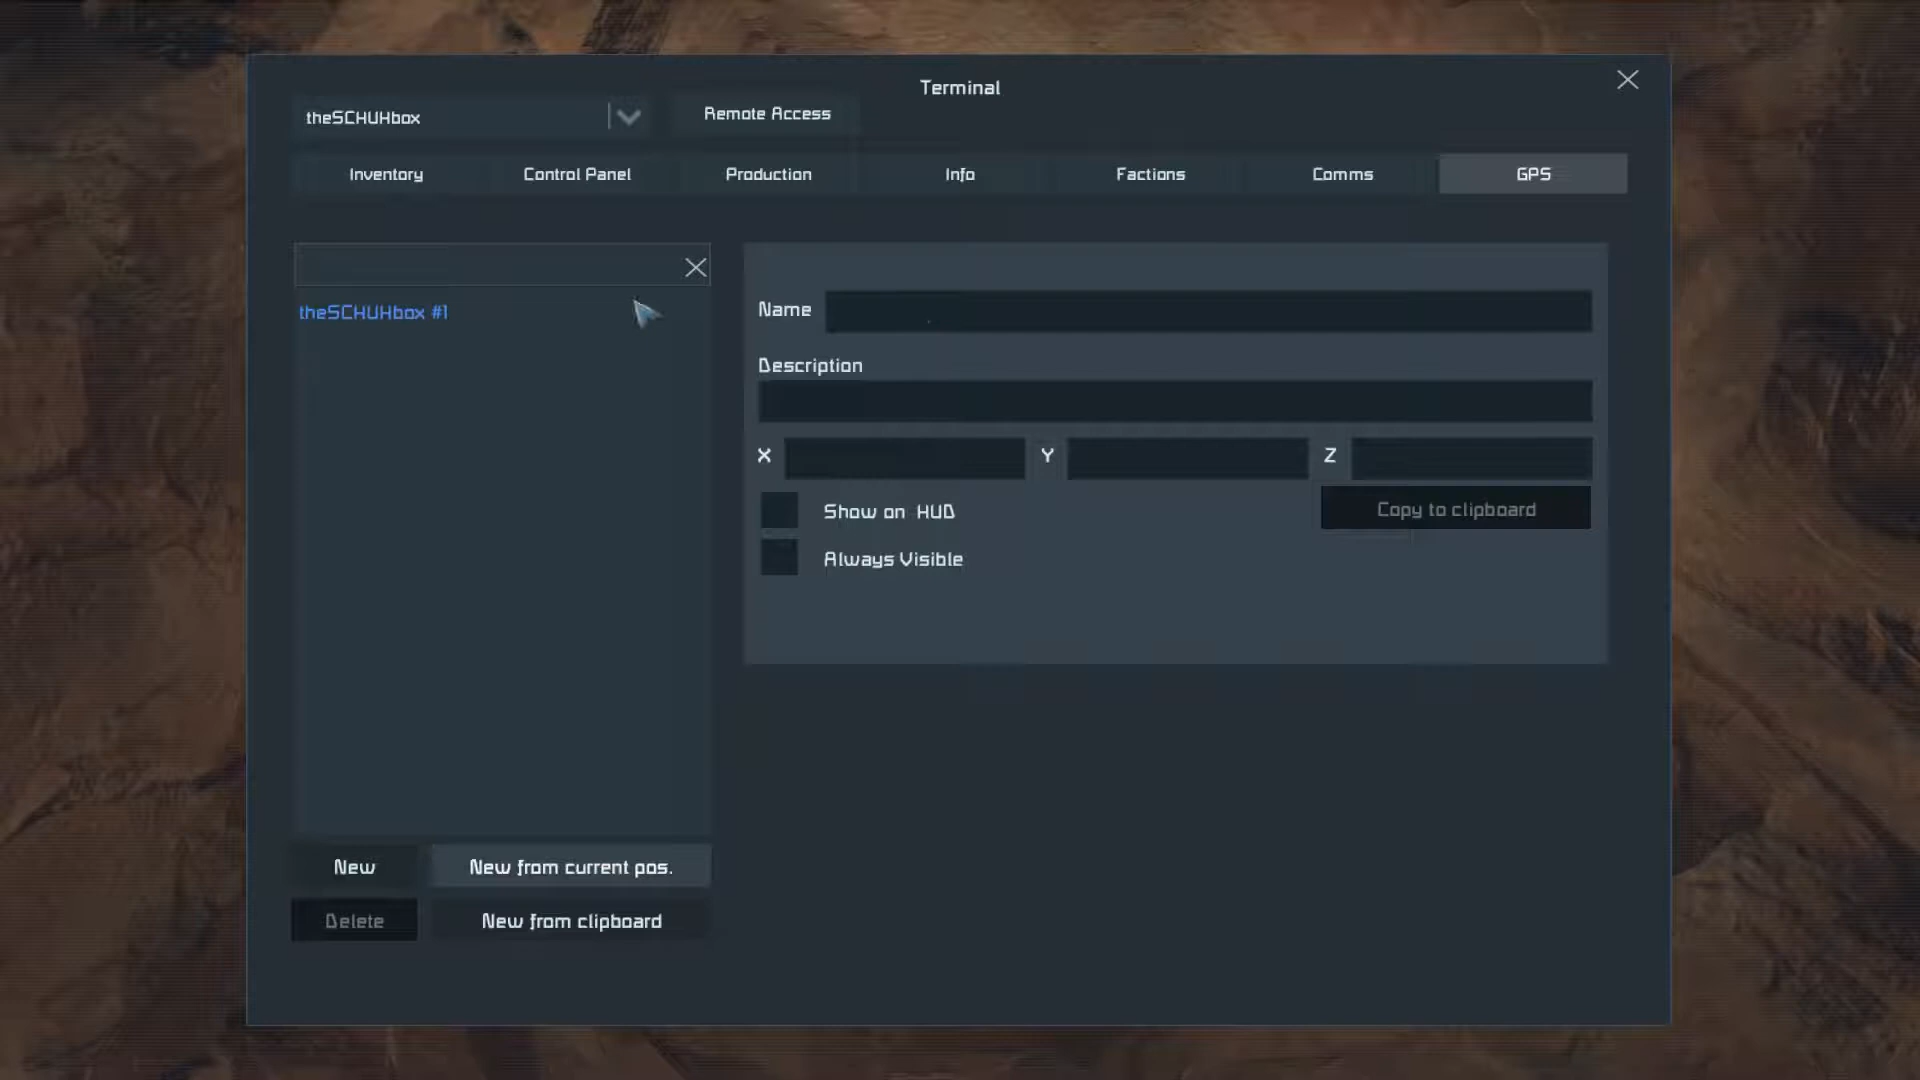 Terminal
theSCHUHbox
Remote Access
Inventory Control Panel Production Info Factions Comms GPS
theSCHUHbox #1
Name
Description
X Y Z
Show on HUD
Copy to clipboard
Always Visible
New
New from current pos.
Delete
New from clipboard